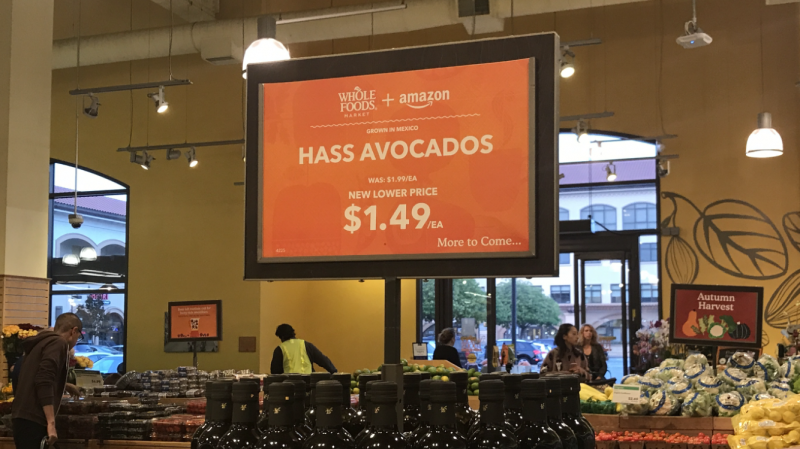 WHOLE FOODS MARKET + amazon
GROWN IN MEXICO
HASS AVOCADOS
WAS: $1.99/EA
NEW LOWER PRICE
$1.49/EA
More to Come...
Autumn
Harvest